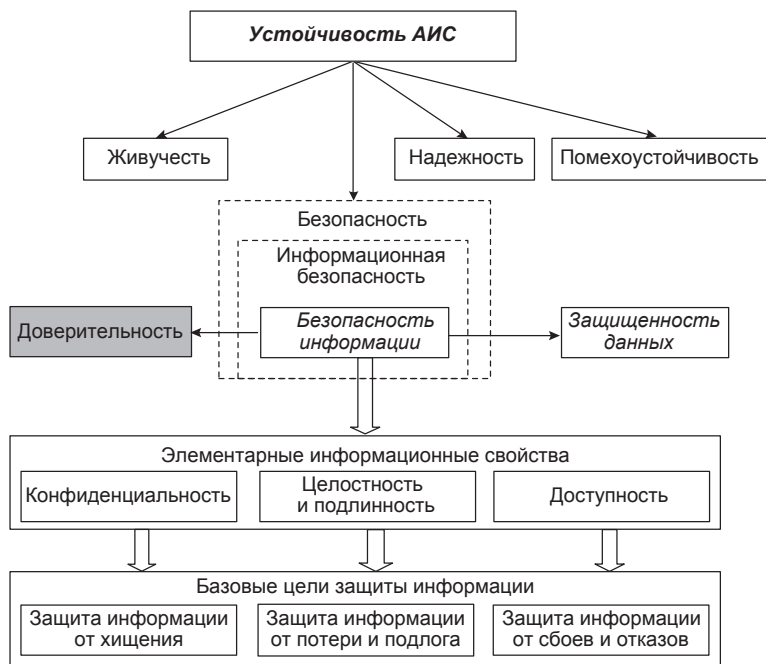 Устойчивость АИС
Живучесть
Надежность
Помехоустойчивость
Безопасность
Информационная
безопасность
Доверительность
Безопасность
информации
Защищенность
данных
Элементарные информационные свойства
Конфиденциальность
Целостность
и подлинность
Доступность
Базовые цели защиты информации
Защита информации
от хищения
Защита информации
от потери и подлога
Защита информации
от сбоев и отказов